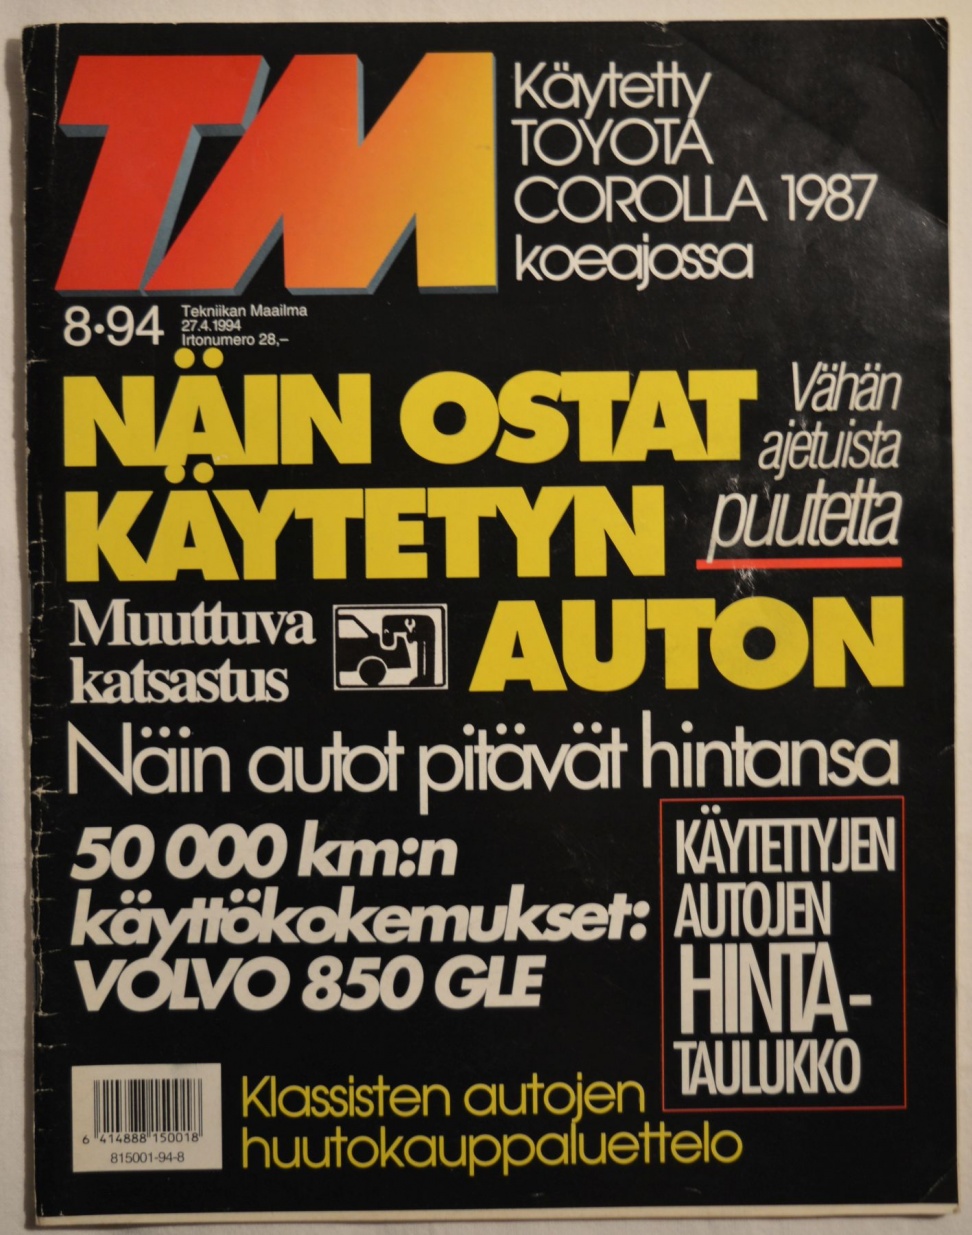 TM
Käytetty
TOYOTA
COROLLA 1987
koeajossa
8•94
Tekniikan Maailma
27.4.1994
Irtonumero 28,–
NÄIN OSTAT
KÄYTETYN
AUTON
Vähän
ajetuista
puutetta
Muuttuva
katsastus
Näin autot pitävät hintansa
50 000 km:n
käyttökokemukset:
VOLVO 850 GLE
KÄYTETTYJEN
AUTOJEN
HINTA-
TAULUKKO
Klassisten autojen
huutokauppaluettelo
6 414888 150018
815001-94-8